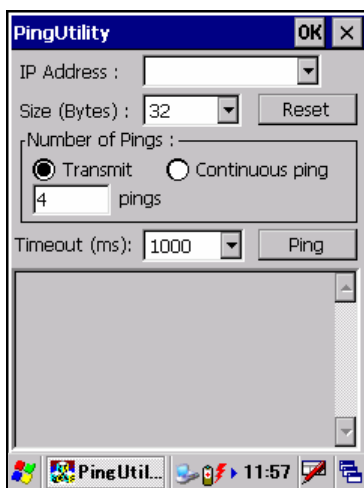 PingUtility OK ×
IP Address :
Size (Bytes) : 32 Reset
Number of Pings :
Transmit Continuous ping
4 pings
Timeout (ms): 1000 Ping
PingUtil... 11:57